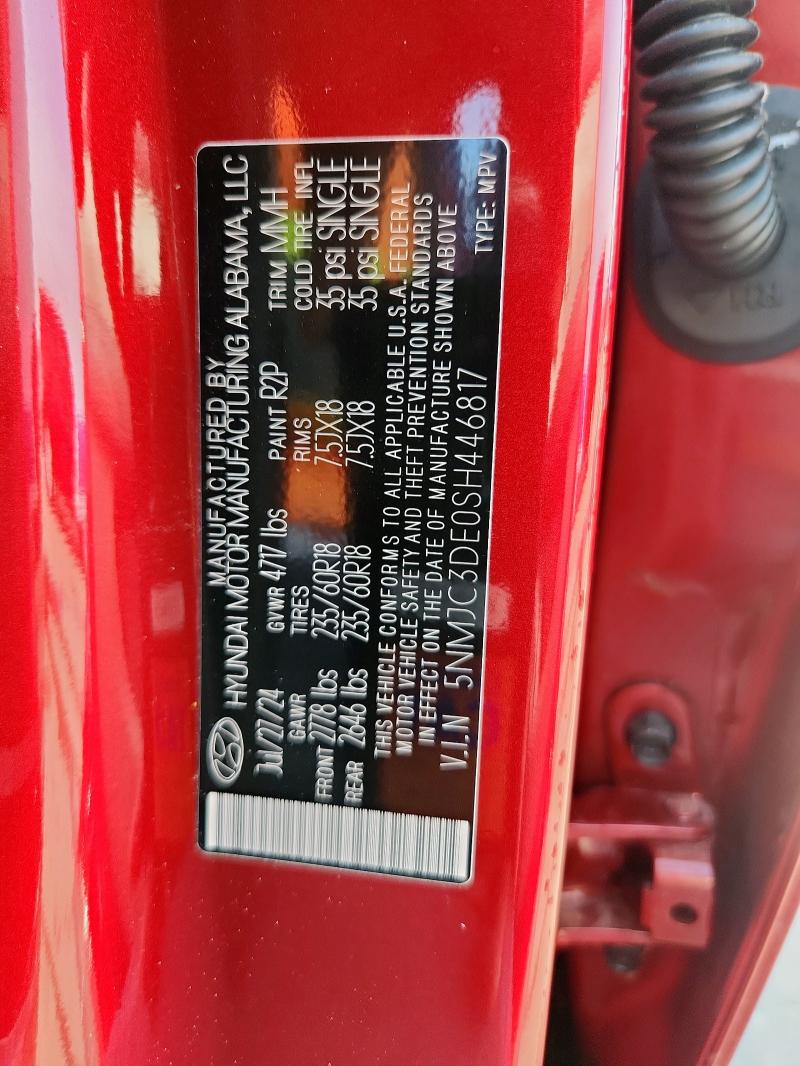 MANUFACTURED BY
HYUNDAI MOTOR MANUFACTURING ALABAMA, LLC
Jul/27/24 GVWR 4717 lbs PAINT R2P TRIM MMH
GAWR TIRES RIMS COLD TIRE INFL
FRONT 2778 lbs 235/60R18 7.5JX18 35 psi SINGLE
REAR 2646 lbs 235/60R18 7.5JX18 35 psi SINGLE
THIS VEHICLE CONFORMS TO ALL APPLICABLE U.S.A. FEDERAL
MOTOR VEHICLE SAFETY AND THEFT PREVENTION STANDARDS
IN EFFECT ON THE DATE OF MANUFACTURE SHOWN ABOVE
V.I.N 5NMJC3DE0SH446817 TYPE: MPV